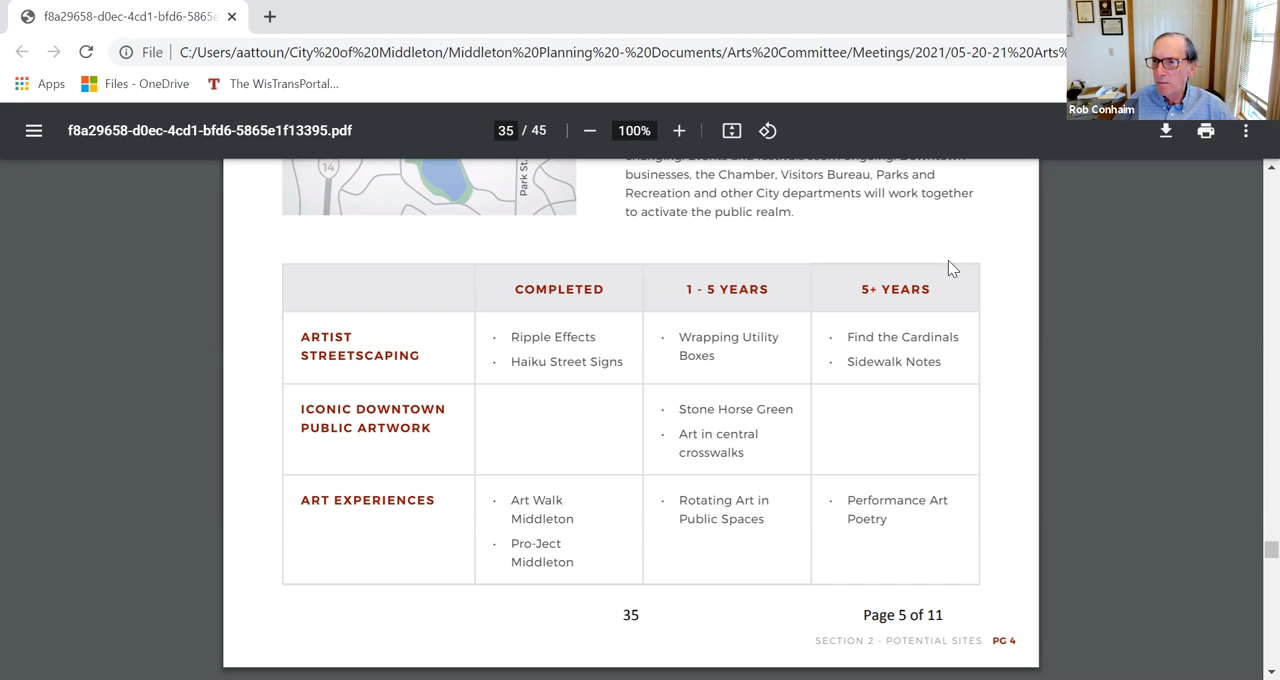 f8a29658-d0ec-4cd1-bfd6-5865e
File C:/Users/aattoun/City%20of%20Middleton/Middleton%20Planning%20-%20Documents/Arts%20Committee/Meetings/2021/05-20-21%20Arts%
Rob Conhaim
Apps Files - OneDrive T The WisTransPortal...
f8a29658-d0ec-4cd1-bfd6-5865e1f13395.pdf 35 / 45 100%
14
Park St.
businesses, the Chamber, Visitors Bureau, Parks and
Recreation and other City departments will work together
to activate the public realm.
COMPLETED 1 - 5 YEARS 5+ YEARS
ARTIST
STREETSCAPING
• Ripple Effects
• Haiku Street Signs
• Wrapping Utility
Boxes
• Find the Cardinals
• Sidewalk Notes
ICONIC DOWNTOWN
PUBLIC ARTWORK
• Stone Horse Green
• Art in central
crosswalks
ART EXPERIENCES
• Art Walk
Middleton
• Pro-Ject
Middleton
• Rotating Art in
Public Spaces
• Performance Art
Poetry
35 Page 5 of 11
SECTION 2 - POTENTIAL SITES PG 4